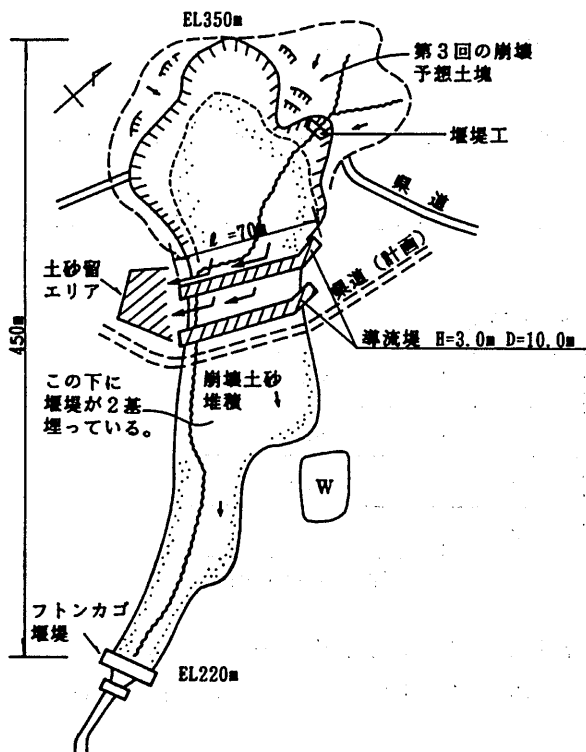 EL350m
第3回の崩壊
予想土塊
堰堤工
県道
ℓ=70m
県道(計画)
土砂留
エリア
450m
導流堤 H=3.0m D=10.0m
この下に
堰堤が2基
埋っている。
崩壊土砂
堆積
W
フトンカゴ
堰堤
EL220m